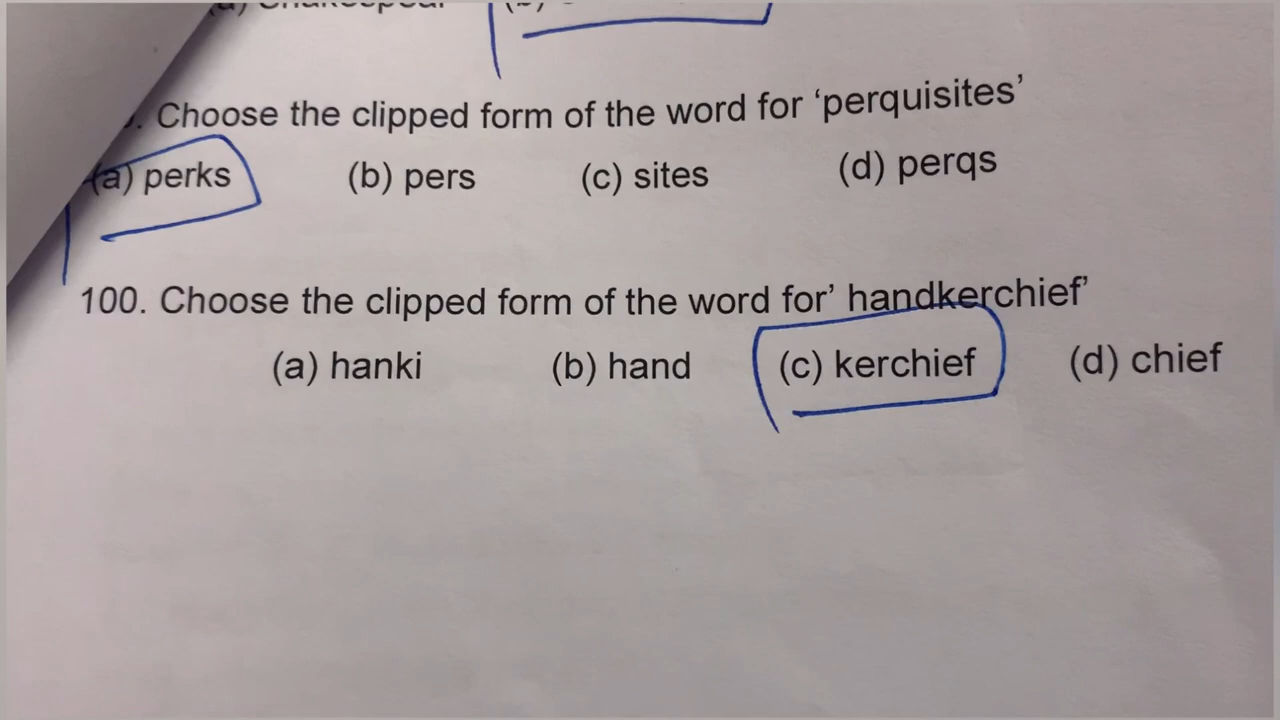 . Choose the clipped form of the word for ‘perquisites’
(a) perks (b) pers (c) sites (d) perqs
100. Choose the clipped form of the word for’ handkerchief’
(a) hanki (b) hand (c) kerchief (d) chief